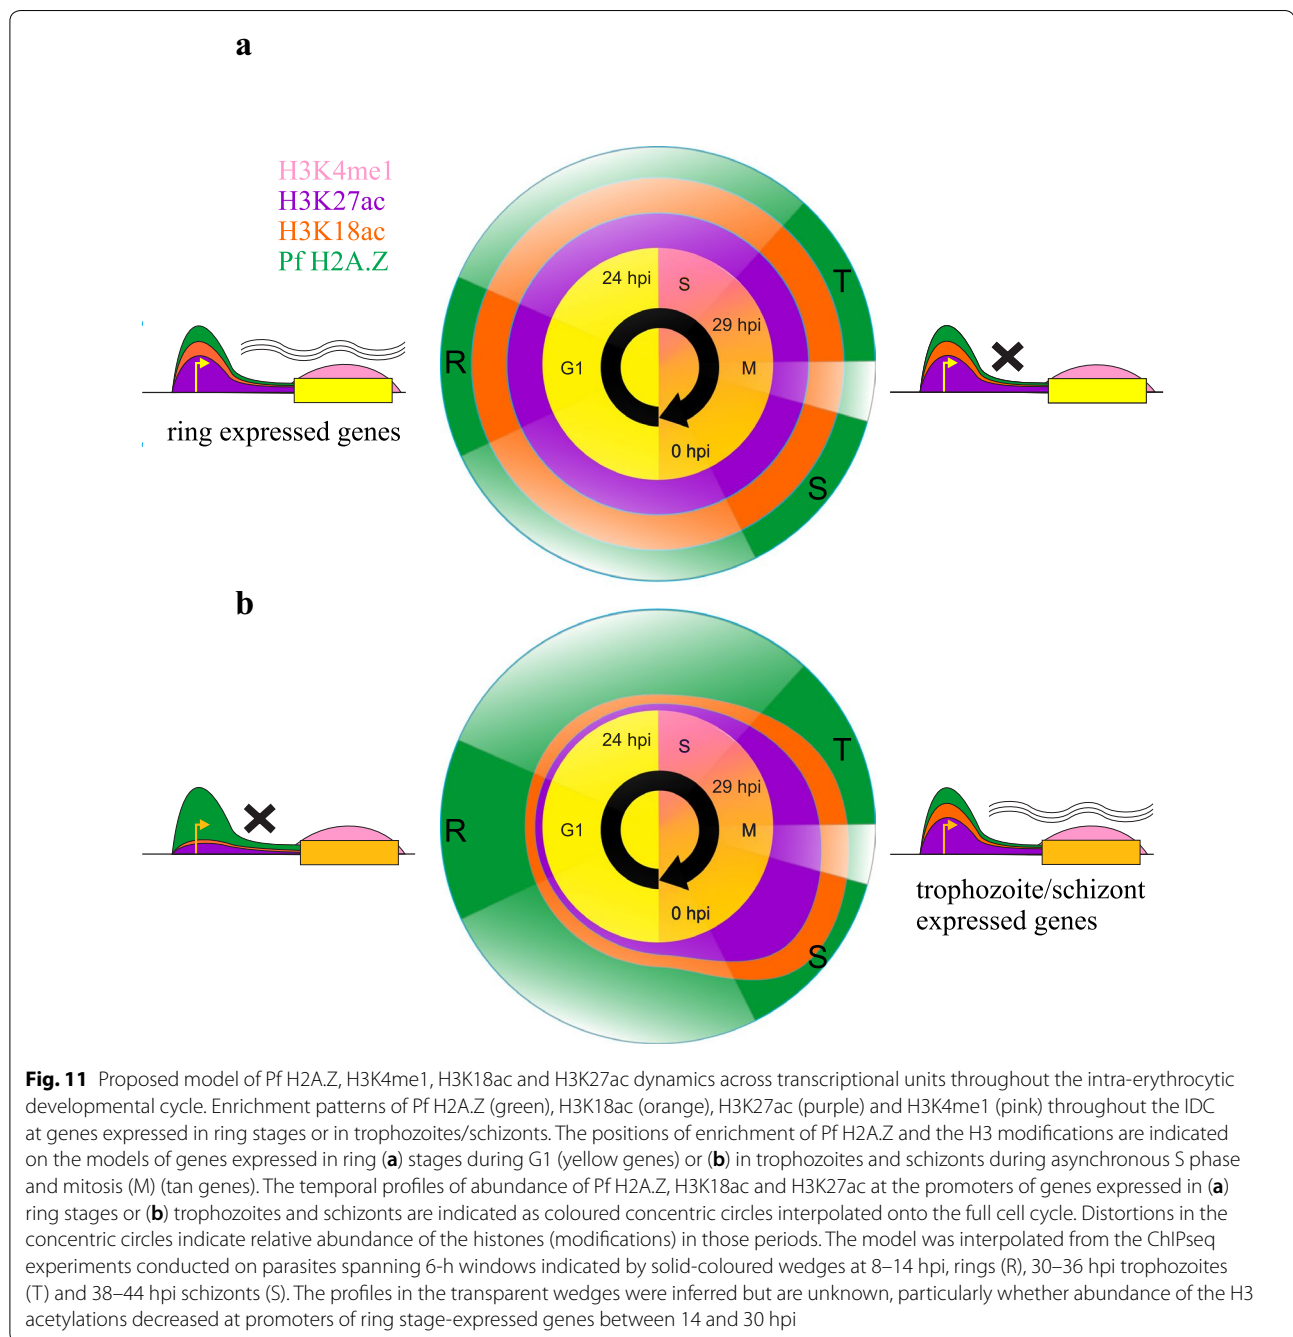 a
H3K4me1
H3K27ac
H3K18ac
Pf H2A.Z
24 hpi
S
29 hpi
T
R
G1
M
0 hpi
S
ring expressed genes
b
24 hpi
S
29 hpi
T
R
G1
M
0 hpi
S
trophozoite/schizont
expressed genes
Fig. 11 Proposed model of Pf H2A.Z, H3K4me1, H3K18ac and H3K27ac dynamics across transcriptional units throughout the intra-erythrocytic
developmental cycle. Enrichment patterns of Pf H2A.Z (green), H3K18ac (orange), H3K27ac (purple) and H3K4me1 (pink) throughout the IDC
at genes expressed in ring stages or in trophozoites/schizonts. The positions of enrichment of Pf H2A.Z and the H3 modifications are indicated
on the models of genes expressed in ring (a) stages during G1 (yellow genes) or (b) in trophozoites and schizonts during asynchronous S phase
and mitosis (M) (tan genes). The temporal profiles of abundance of Pf H2A.Z, H3K18ac and H3K27ac at the promoters of genes expressed in (a)
ring stages or (b) trophozoites and schizonts are indicated as coloured concentric circles interpolated onto the full cell cycle. Distortions in the
concentric circles indicate relative abundance of the histones (modifications) in those periods. The model was interpolated from the ChIPseq
experiments conducted on parasites spanning 6-h windows indicated by solid-coloured wedges at 8–14 hpi, rings (R), 30–36 hpi trophozoites
(T) and 38–44 hpi schizonts (S). The profiles in the transparent wedges were inferred but are unknown, particularly whether abundance of the H3
acetylations decreased at promoters of ring stage-expressed genes between 14 and 30 hpi